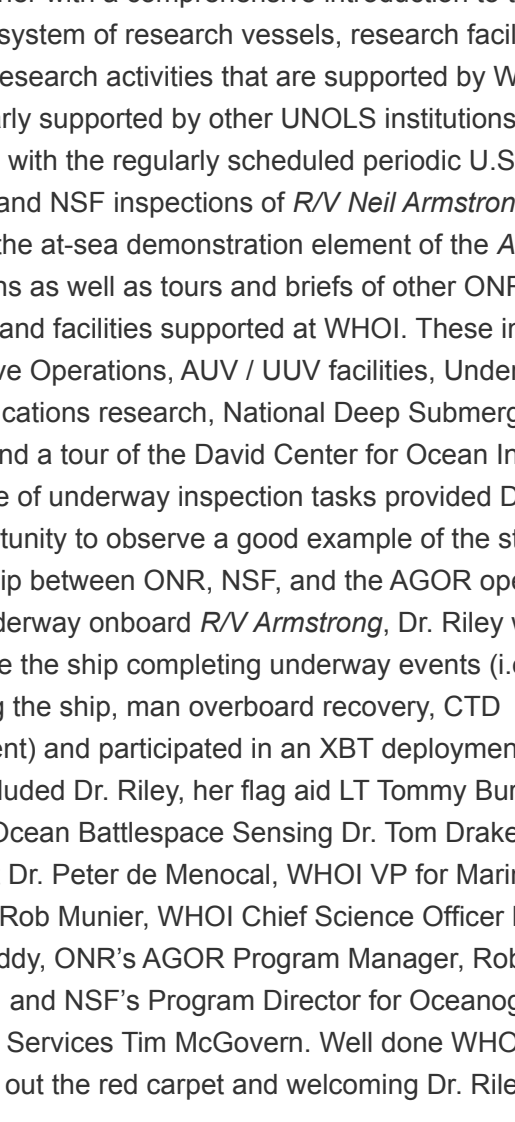 her with a comprehensive introduction to t
system of research vessels, research facil
esearch activities that are supported by W
rly supported by other UNOLS institutions
with the regularly scheduled periodic U.S
and NSF inspections of R/V Neil Armstron
the at-sea demonstration element of the A
ns as well as tours and briefs of other ONR
and facilities supported at WHOI. These in
ve Operations, AUV / UUV facilities, Under
ications research, National Deep Submerg
nd a tour of the David Center for Ocean In
e of underway inspection tasks provided D
tunity to observe a good example of the st
ip between ONR, NSF, and the AGOR ope
derway onboard R/V Armstrong, Dr. Riley w
e the ship completing underway events (i.e
g the ship, man overboard recovery, CTD
ent) and participated in an XBT deploymen
luded Dr. Riley, her flag aid LT Tommy Bur
Ocean Battlespace Sensing Dr. Tom Drake
Dr. Peter de Menocal, WHOI VP for Marin
Rob Munier, WHOI Chief Science Officer
ddy, ONR's AGOR Program Manager, Rob
and NSF's Program Director for Oceanog
Services Tim McGovern. Well done WHO
out the red carpet and welcoming Dr. Rile